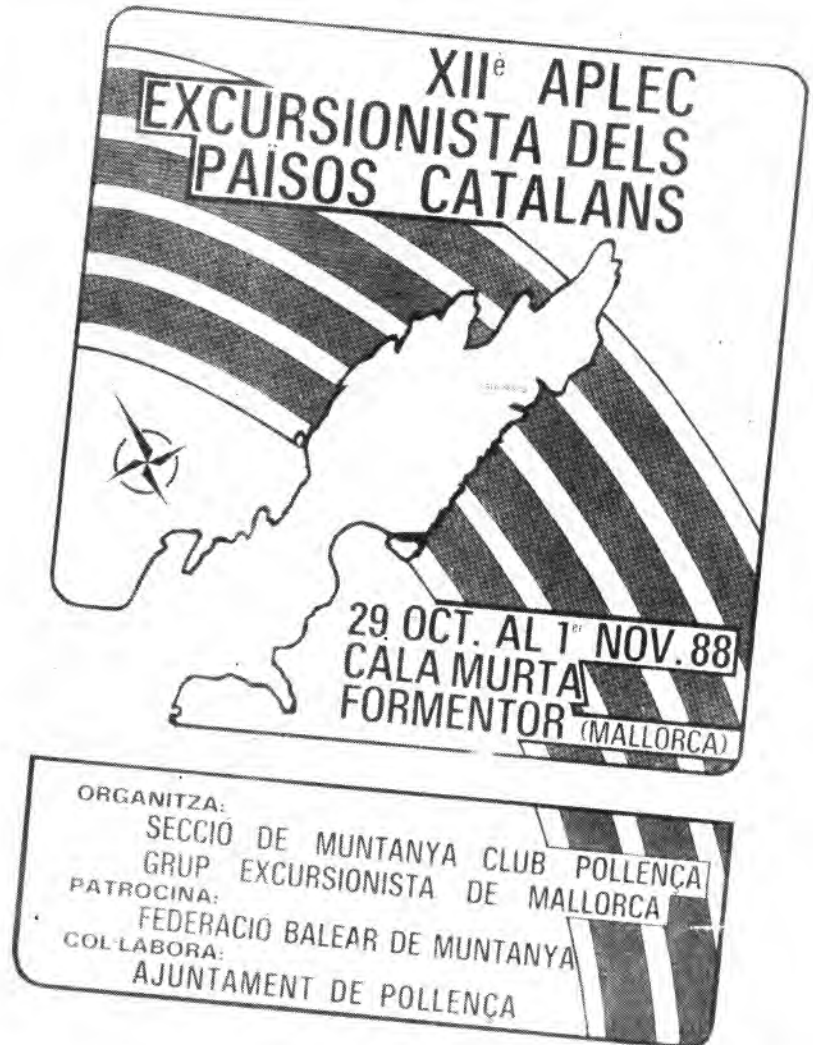 XIIè APLEC
EXCURSIONISTA DELS
PAÏSOS CATALANS
29 OCT. AL 1er NOV. 88
CALA MURTA
FORMENTOR (MALLORCA)
ORGANITZA:
SECCIÓ DE MUNTANYA CLUB POLLENÇA
GRUP EXCURSIONISTA DE MALLORCA
PATROCINA:
FEDERACIÓ BALEAR DE MUNTANYA
COL·LABORA:
AJUNTAMENT DE POLLENÇA